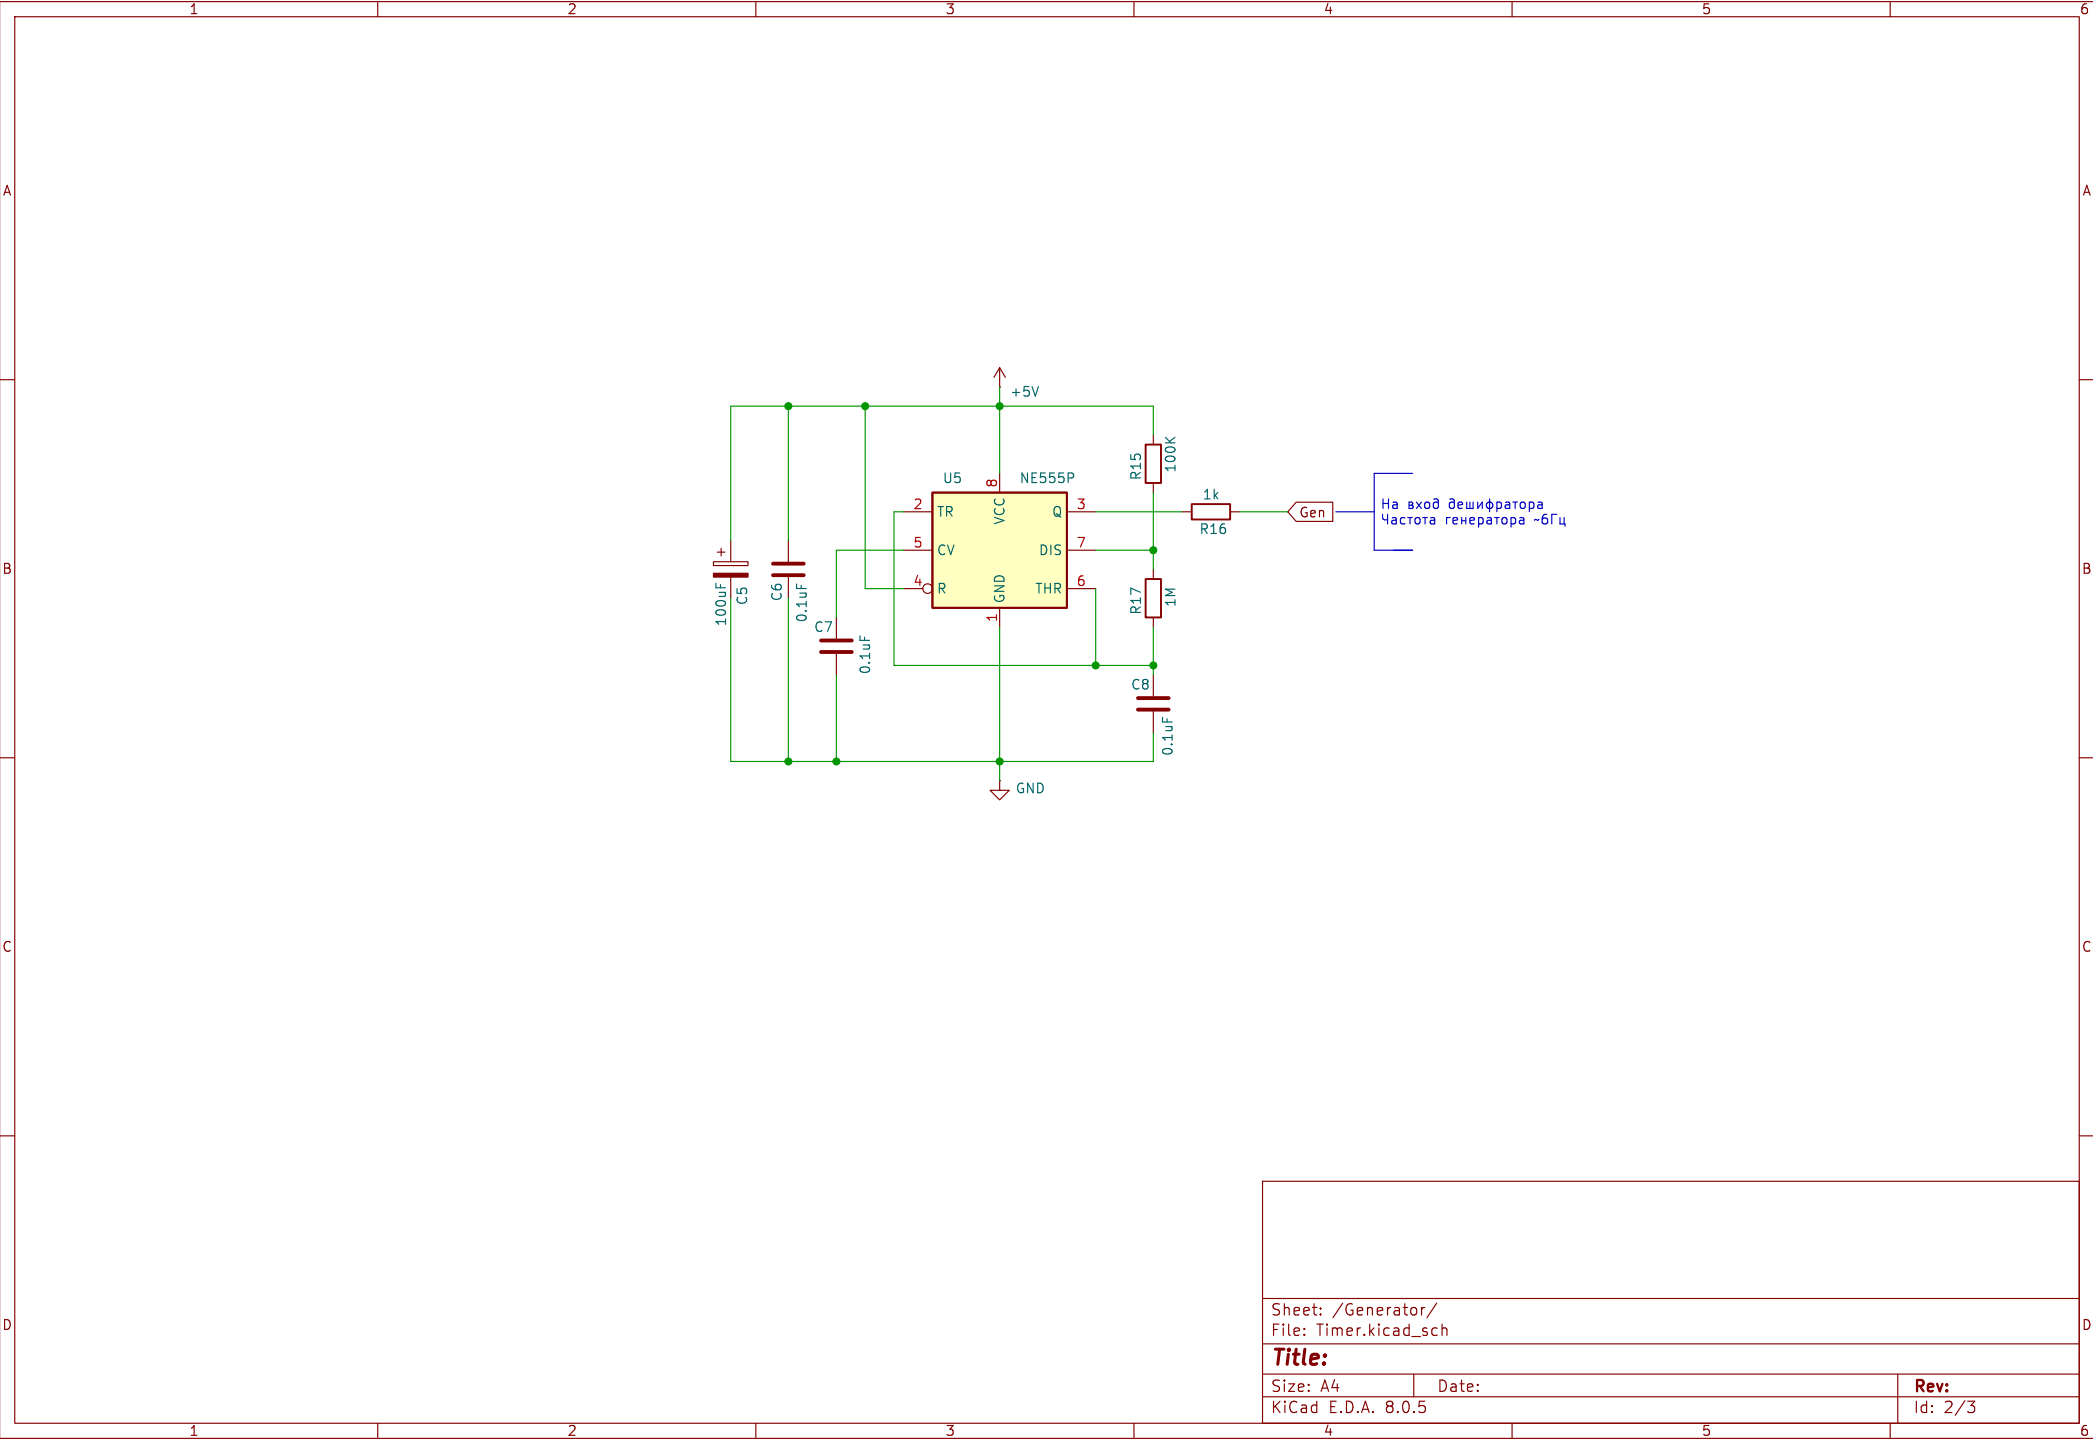 1 2 3 4 5 6
A A
+5V
R15 100K
U5 NE555P
8
VCC
1k
2 TR Q 3
Gen
R16
На вход дешифратора
Частота генератора ~6Гц
5 CV DIS 7
4 R THR 6
GND
1
+
100uF C5
C6 0.1uF
R17 1M
B B
C7 0.1uF
C8 0.1uF
GND
C C
D D
Sheet: /Generator/
File: Timer.kicad_sch
Title:
Size: A4 Date: Rev:
KiCad E.D.A. 8.0.5 Id: 2/3
1 2 3 4 5 6